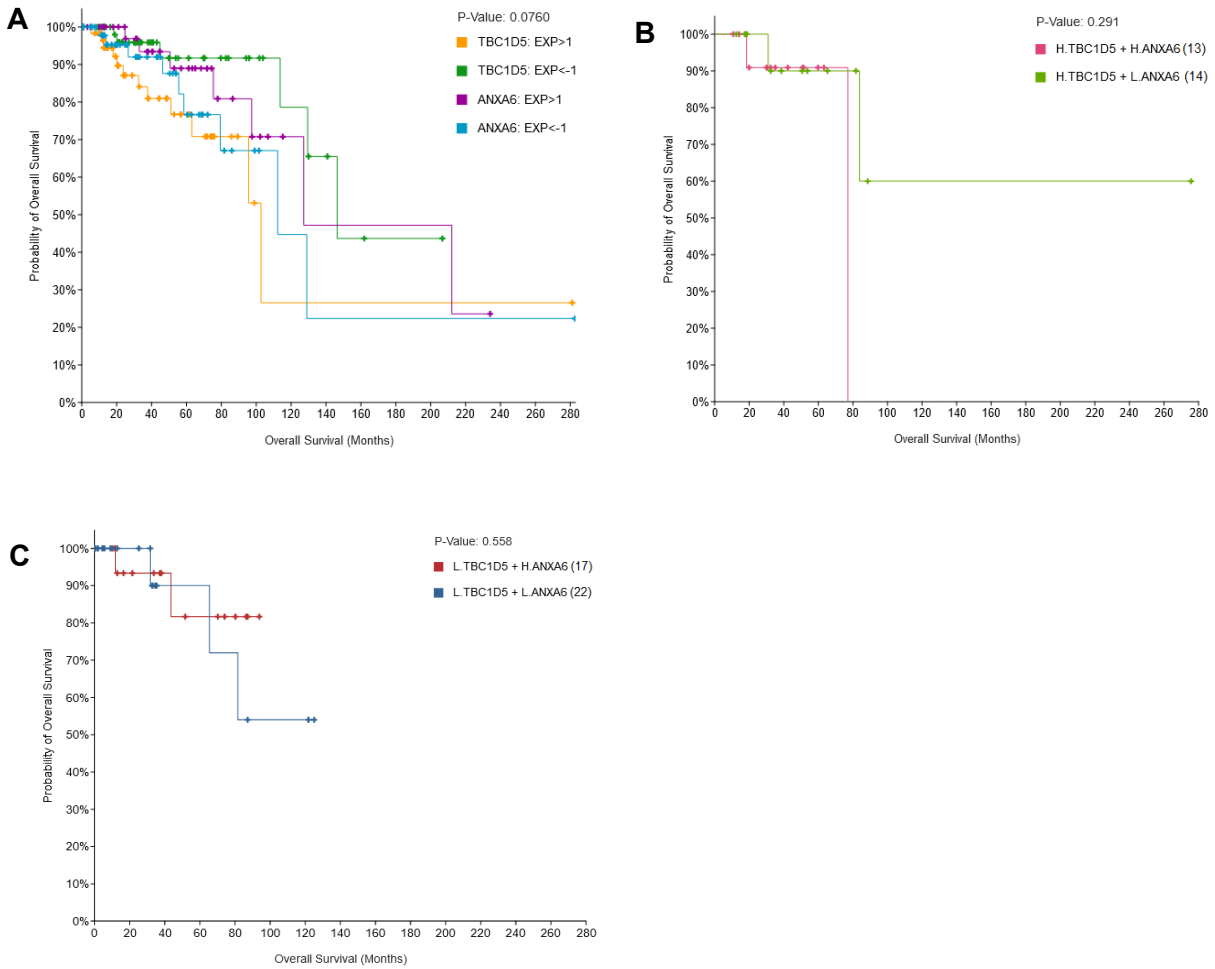 A
P-Value: 0.0760
TBC1D5: EXP>1
TBC1D5: EXP<-1
ANXA6: EXP>1
ANXA6: EXP<-1
Probability of Overall Survival
100%
90%
80%
70%
60%
50%
40%
30%
20%
10%
0%
0 20 40 60 80 100 120 140 160 180 200 220 240 260 280
Overall Survival (Months)
B
P-Value: 0.291
H.TBC1D5 + H.ANXA6 (13)
H.TBC1D5 + L.ANXA6 (14)
Probability of Overall Survival
100%
90%
80%
70%
60%
50%
40%
30%
20%
10%
0%
0 20 40 60 80 100 120 140 160 180 200 220 240 260 280
Overall Survival (Months)
C
P-Value: 0.558
L.TBC1D5 + H.ANXA6 (17)
L.TBC1D5 + L.ANXA6 (22)
Probability of Overall Survival
100%
90%
80%
70%
60%
50%
40%
30%
20%
10%
0%
0 20 40 60 80 100 120 140 160 180 200 220 240 260 280
Overall Survival (Months)